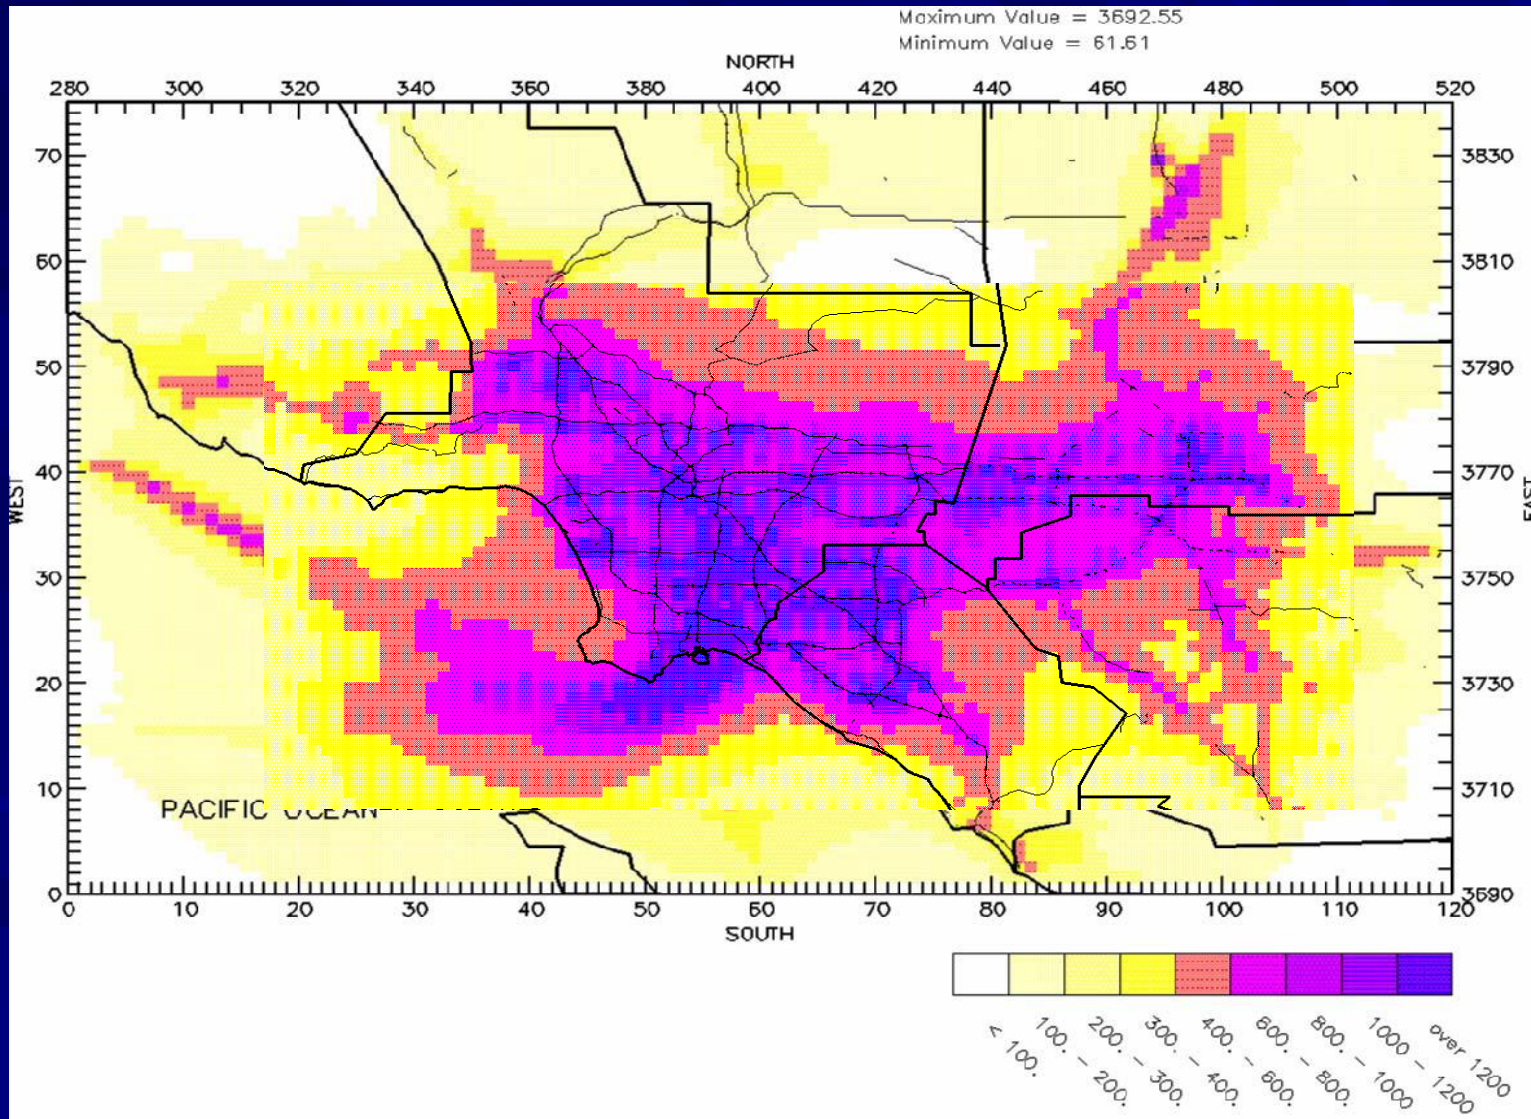 Maximum Value = 3692.55
Minimum Value = 61.61
NORTH
280 300 320 340 360 380 400 420 440 460 480 500 520
70 3830
60 3810
50 3790
40 3770
WEST EAST
30 3750
20 3730
10 3710
PACIFIC OCEAN
0 3690
0 10 20 30 40 50 60 70 80 90 100 110 120
SOUTH
< 100.
100. - 200.
200. - 300.
300. - 400.
400. - 600.
600. - 800.
800. - 1000
1000 - 1200
over 1200